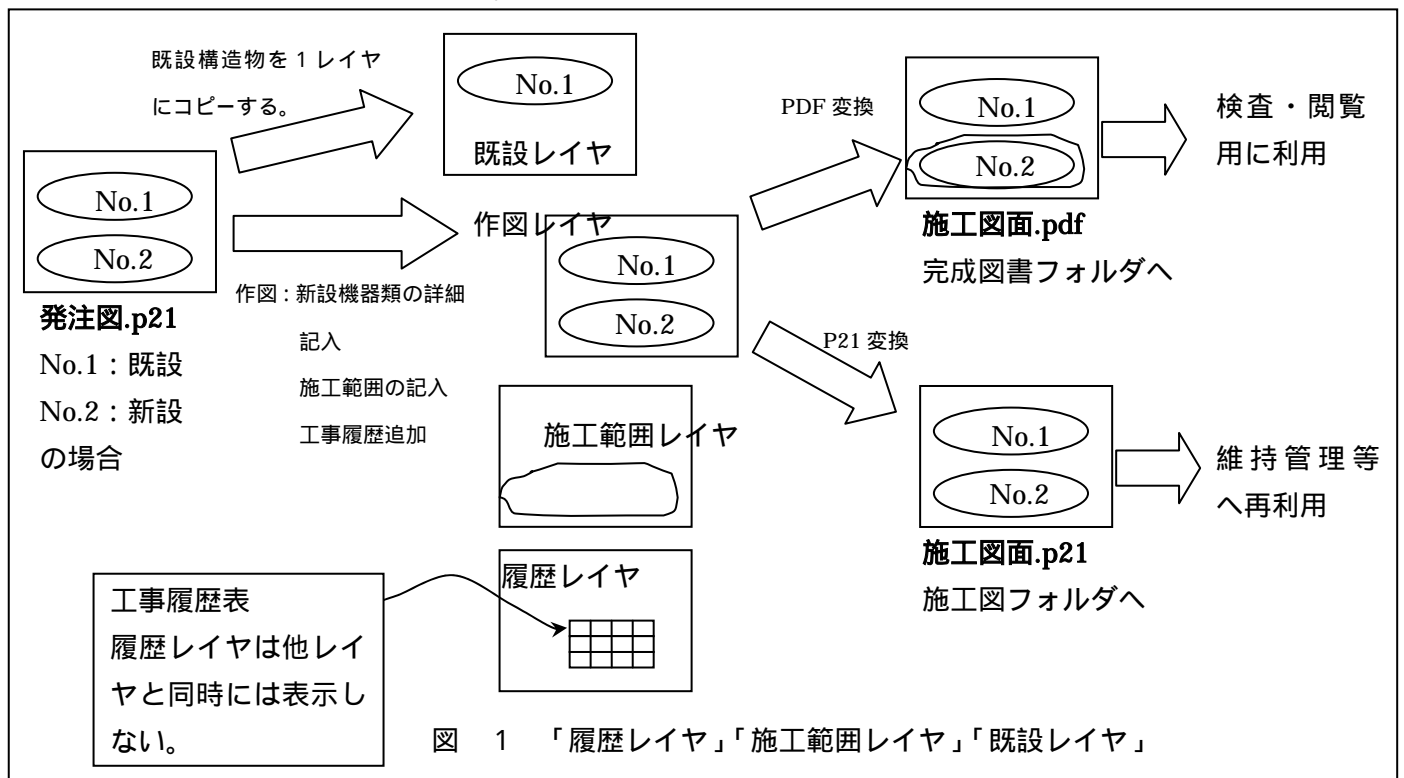 既設構造物を1レイヤ
にコピーする。
No.1
既設レイヤ
No.1
No.2
発注図.p21
No.1：既設
No.2：新設
の場合
作図レイヤ
No.1
No.2
作図：新設機器類の詳細
記入
施工範囲の記入
工事履歴追加
施工範囲レイヤ
履歴レイヤ
工事履歴表
履歴レイヤは他レイ
ヤと同時には表示し
ない。
PDF 変換
No.1
No.2
施工図面.pdf
完成図書フォルダへ
検査・閲覧
用に利用
P21 変換
No.1
No.2
施工図面.p21
施工図フォルダへ
維持管理等
へ再利用
図　1　「履歴レイヤ」「施工範囲レイヤ」「既設レイヤ」